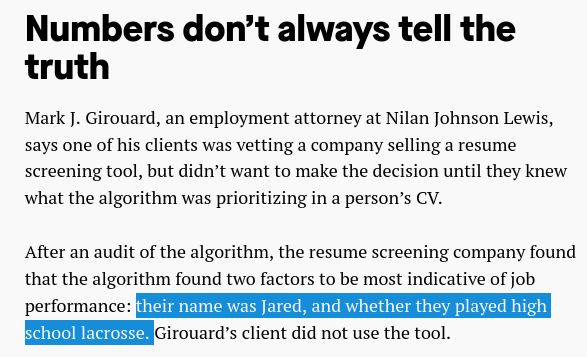 Numbers don’t always tell the
truth
Mark J. Girouard, an employment attorney at Nilan Johnson Lewis,
says one of his clients was vetting a company selling a resume
screening tool, but didn’t want to make the decision until they knew
what the algorithm was prioritizing in a person’s CV.
After an audit of the algorithm, the resume screening company found
that the algorithm found two factors to be most indicative of job
performance: their name was Jared, and whether they played high
school lacrosse. Girouard’s client did not use the tool.